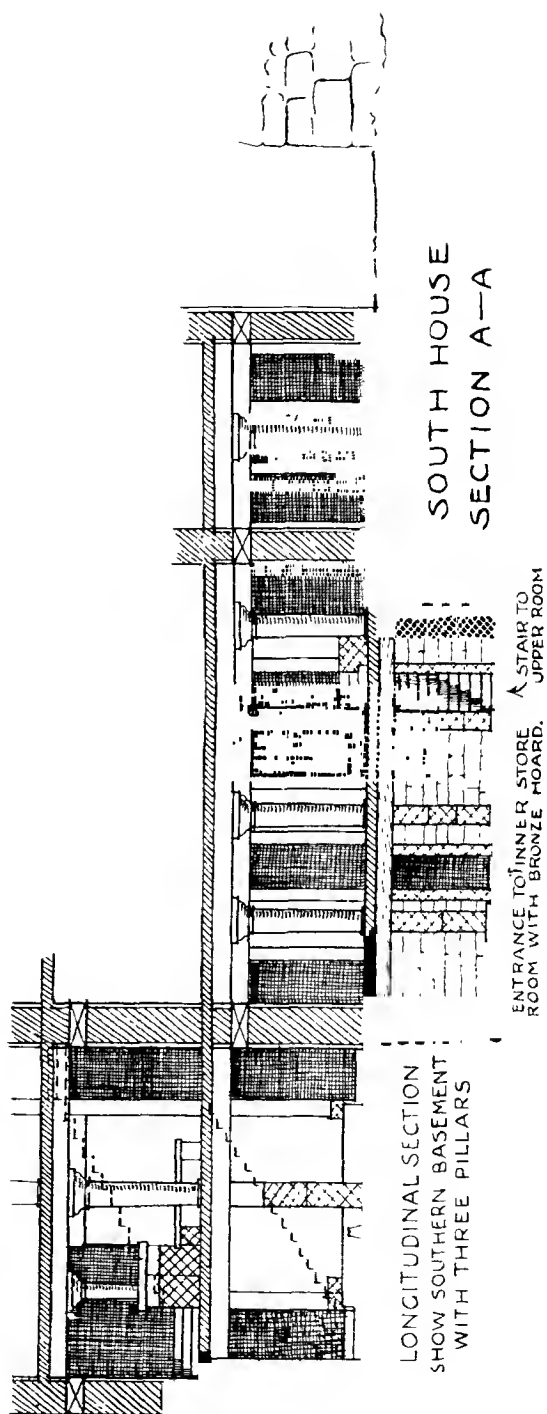 SOUTH HOUSE
SECTION A—A
LONGITUDINAL SECTION
SHOW SOUTHERN BASEMENT
WITH THREE PILLARS
ENTRANCE TO INNER STORE
ROOM WITH BRONZE HOARD.
STAIR TO
UPPER ROOM